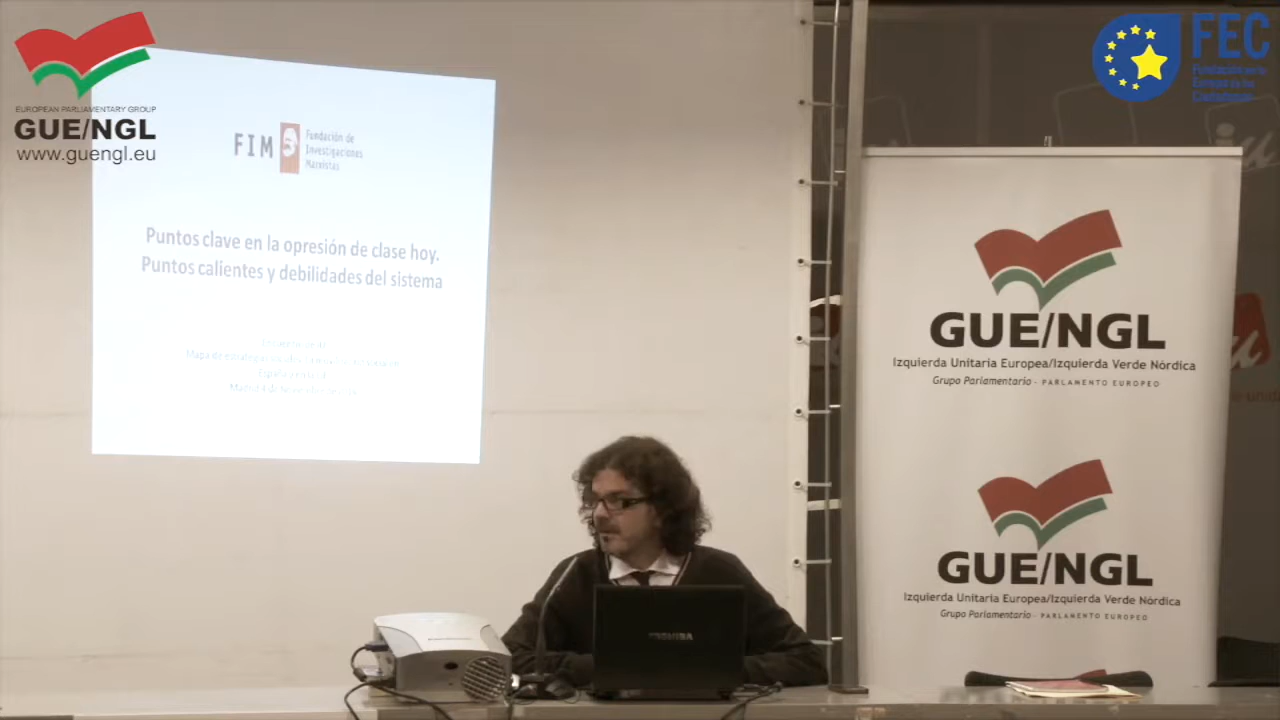 EUROPEAN PARLIAMENTARY GROUP
GUE/NGL
www.guengl.eu
FIM
Fundación de
Investigaciones
Marxistas
Puntos clave en la opresión de clase hoy.
Puntos calientes y debilidades del sistema
FEC
GUE/NGL
Izquierda Unitaria Europea/Izquierda Verde Nórdica
Grupo Parlamentario - PARLAMENTO EUROPEO
GUE/NGL
Izquierda Unitaria Europea/Izquierda Verde Nórdica
Grupo Parlamentario - PARLAMENTO EUROPEO
TOSHIBA